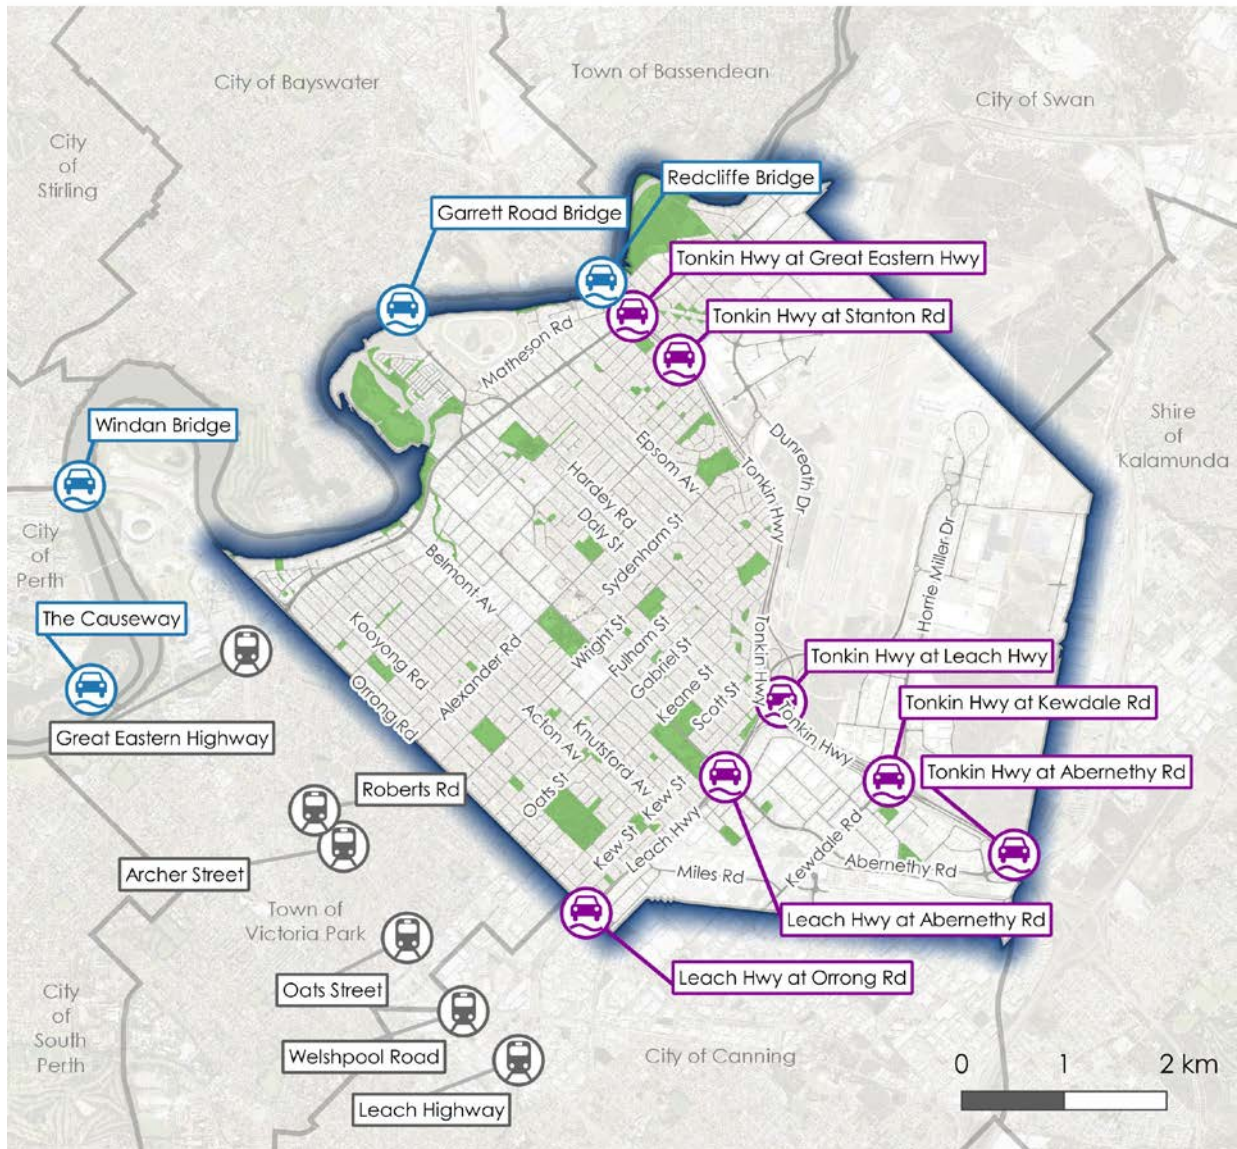 Town of Bassendean
City of Bayswater
City of Swan
City
of
Stirling
Redcliffe Bridge
Garrett Road Bridge
Tonkin Hwy at Great Eastern Hwy
Tonkin Hwy at Stanton Rd
Matheson Rd
Windan Bridge
Shire
of
Kalamunda
Epsom Av
Tonkin Hwy
Dunreath Dr
Hardey Rd
Daly St
Sydenham St
City
of
Perth
Belmont Av
Horrie Miller Dr
The Causeway
Kooyong Rd
Wright St
Fulham St
Gabriel St
Tonkin Hwy
Tonkin Hwy at Leach Hwy
Alexander Rd
Orrong Rd
Keane St
Scott St
Tonkin Hwy
Tonkin Hwy at Kewdale Rd
Great Eastern Highway
Acton Av
Knutsford Av
Tonkin Hwy at Abernethy Rd
Roberts Rd
Oats St
Kew St
Kew St
Leach Hwy
Kewdale Rd
Archer Street
Miles Rd
Abernethy Rd
Town of
Victoria Park
Leach Hwy at Abernethy Rd
Leach Hwy at Orrong Rd
Oats Street
City
of
South
Perth
Welshpool Road
City of Canning
Leach Highway
0 1 2 km